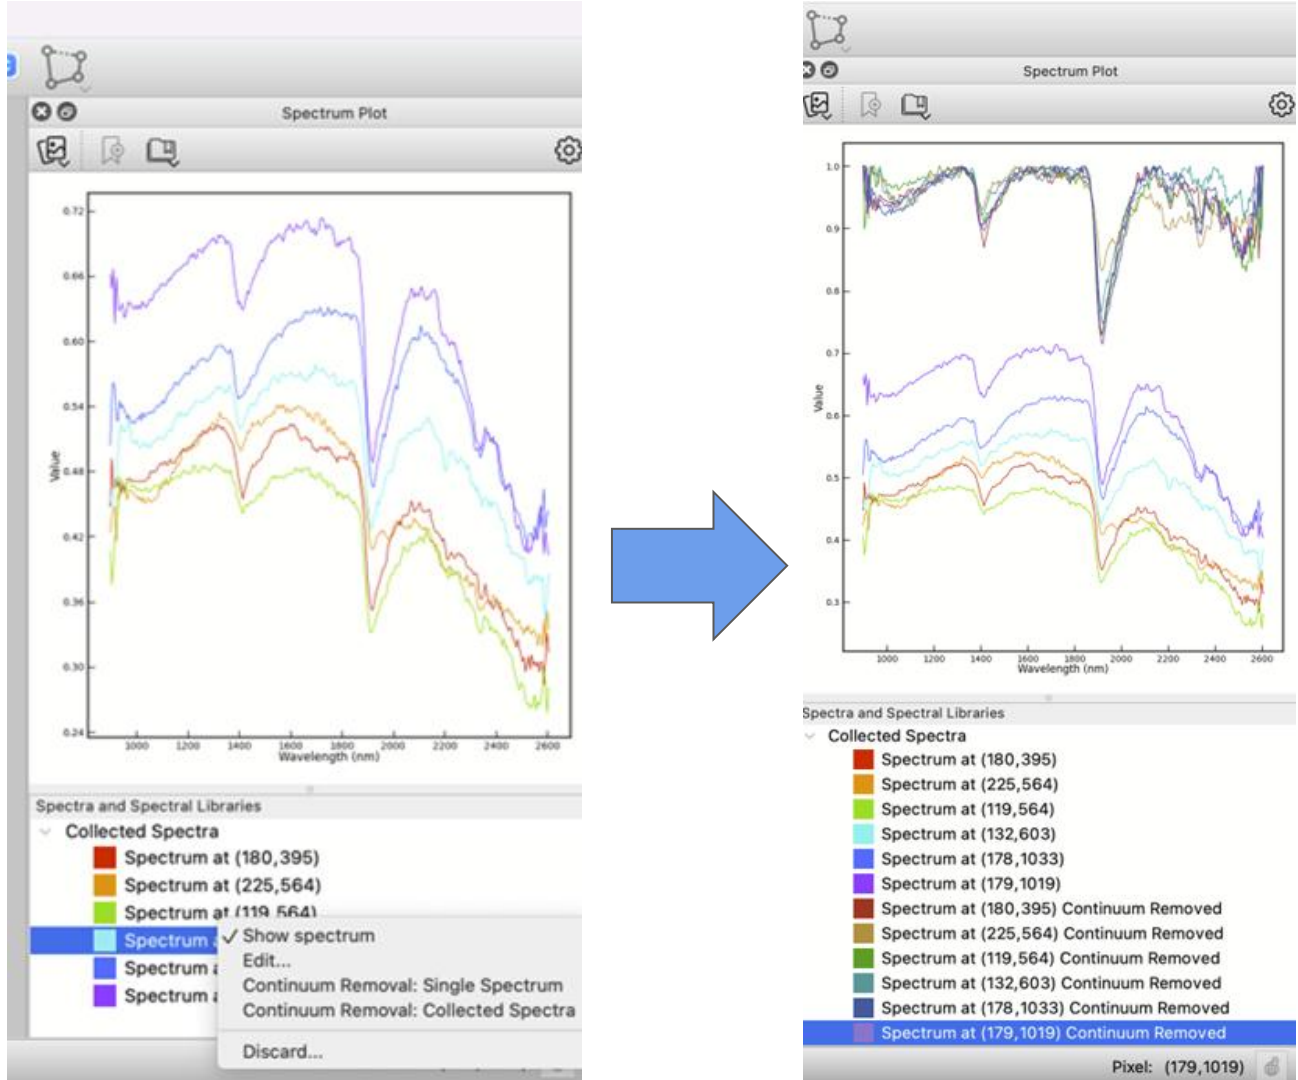 Spectrum Plot
0.72
0.66
0.60
0.54
0.48
0.42
0.36
0.30
0.24
Value
1000 1200 1400 1600 1800 2000 2200 2400 2600
Wavelength (nm)
Spectra and Spectral Libraries
Collected Spectra
Spectrum at (180,395)
Spectrum at (225,564)
Spectrum at (119,564)
Spectrum
Spectrum
Spectrum
Show spectrum
Edit...
Continuum Removal: Single Spectrum
Continuum Removal: Collected Spectra
Discard...
Spectrum Plot
1.0
0.9
0.8
0.7
0.6
0.5
0.4
0.3
Value
1000 1200 1400 1600 1800 2000 2200 2400 2600
Wavelength (nm)
Spectra and Spectral Libraries
Collected Spectra
Spectrum at (180,395)
Spectrum at (225,564)
Spectrum at (119,564)
Spectrum at (132,603)
Spectrum at (178,1033)
Spectrum at (179,1019)
Spectrum at (180,395) Continuum Removed
Spectrum at (225,564) Continuum Removed
Spectrum at (119,564) Continuum Removed
Spectrum at (132,603) Continuum Removed
Spectrum at (178,1033) Continuum Removed
Spectrum at (179,1019) Continuum Removed
Pixel: (179,1019)